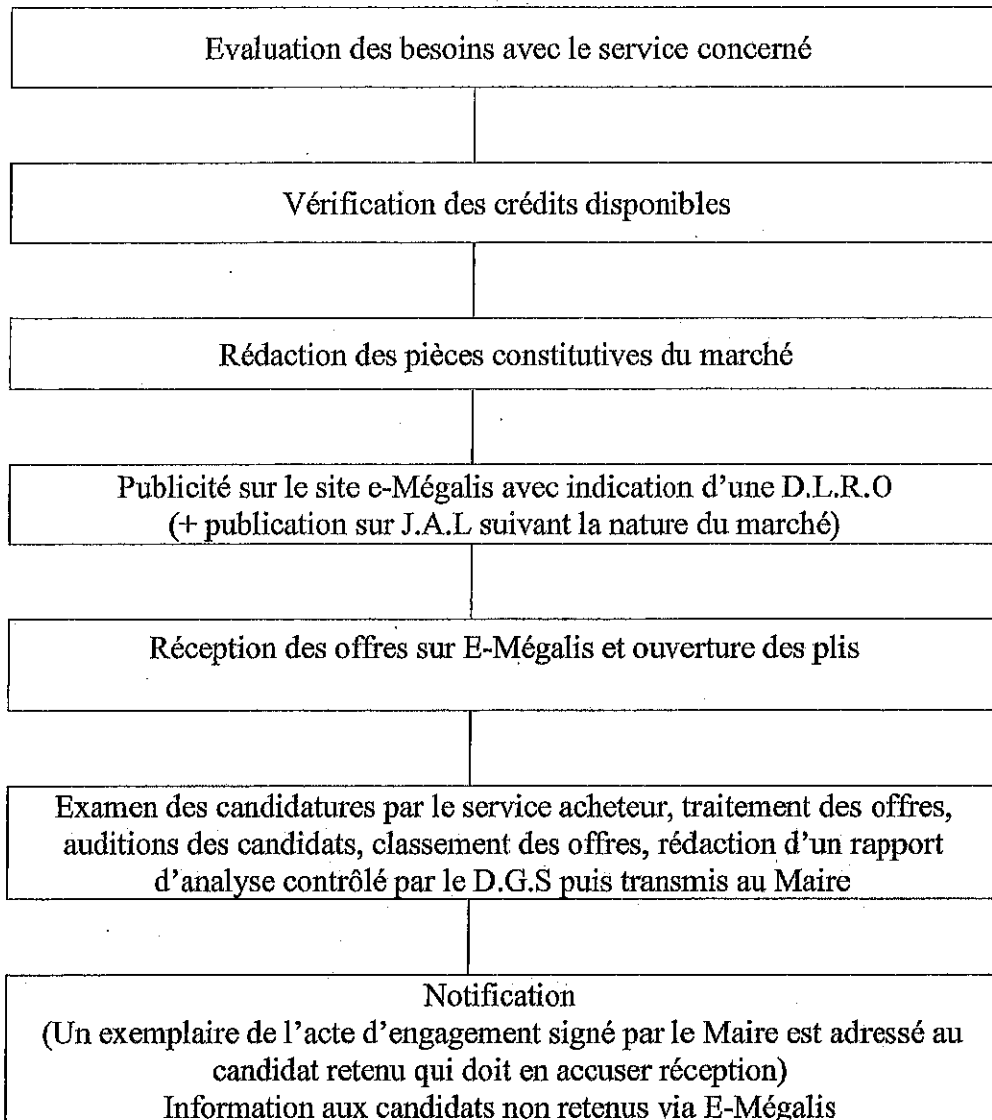 Evaluation des besoins avec le service concerné
Vérification des crédits disponibles
Rédaction des pièces constitutives du marché
Publicité sur le site e-Mégalis avec indication d'une D.L.R.O
(+ publication sur J.A.L suivant la nature du marché)
Réception des offres sur E-Mégalis et ouverture des plis
Examen des candidatures par le service acheteur, traitement des offres,
auditions des candidats, classement des offres, rédaction d'un rapport
d'analyse contrôlé par le D.G.S puis transmis au Maire
Notification
(Un exemplaire de l'acte d'engagement signé par le Maire est adressé au
candidat retenu qui doit en accuser réception)
Information aux candidats non retenus via E-Mégalis